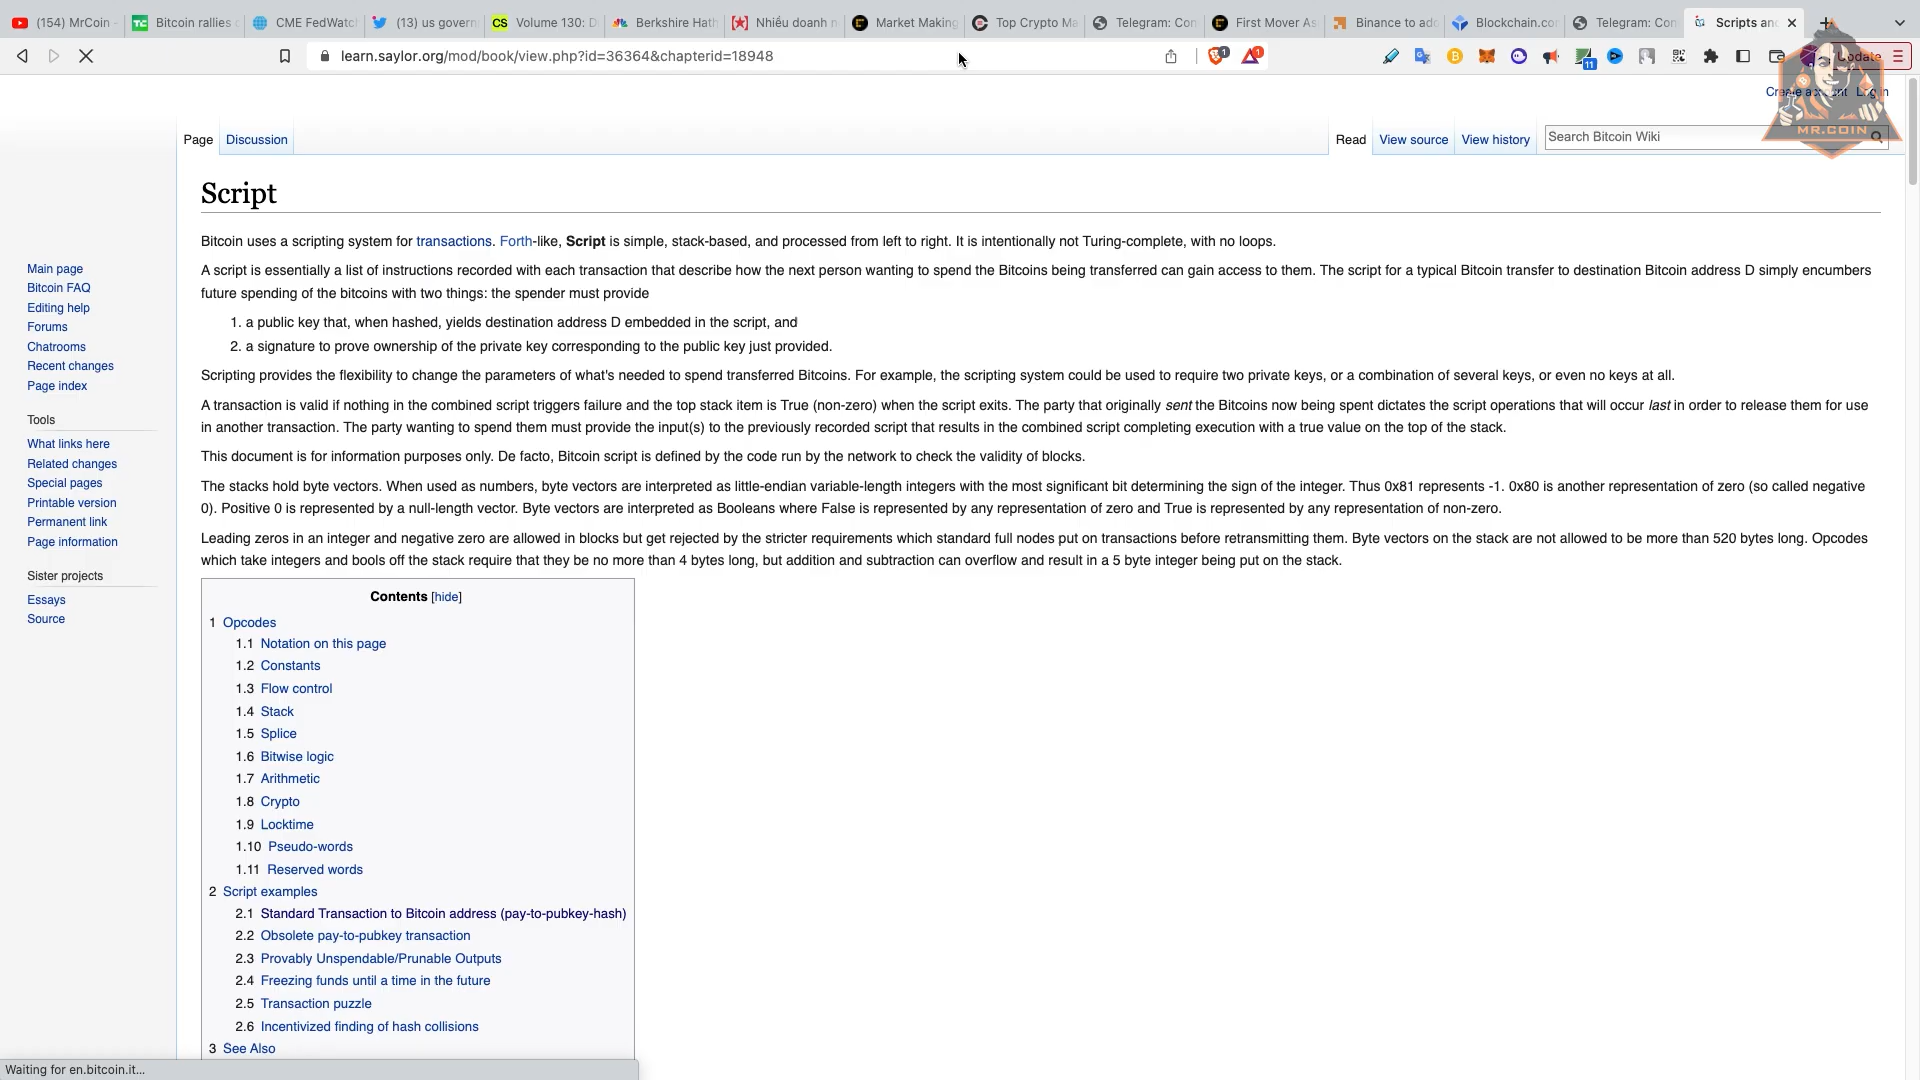 (154) MrCoin -
Bitcoin rallies
CME FedWatc
(13) us govern
Volume 130: D
Berkshire Hath
Nhiều doanh n
Market Making
Top Crypto Ma
Telegram: Con
First Mover As
Binance to add
Blockchain.co
Telegram: Con
Scripts an
learn.saylor.org/mod/book/view.php?id=36364&chapterid=18948
Update
Create account Log in
MR.COIN
Page
Discussion
Read
View source
View history
Search Bitcoin Wiki
Script
Bitcoin uses a scripting system for transactions. Forth-like, Script is simple, stack-based, and processed from left to right. It is intentionally not Turing-complete, with no loops.
A script is essentially a list of instructions recorded with each transaction that describe how the next person wanting to spend the Bitcoins being transferred can gain access to them. The script for a typical Bitcoin transfer to destination Bitcoin address D simply encumbers
future spending of the bitcoins with two things: the spender must provide
1. a public key that, when hashed, yields destination address D embedded in the script, and
2. a signature to prove ownership of the private key corresponding to the public key just provided.
Scripting provides the flexibility to change the parameters of what's needed to spend transferred Bitcoins. For example, the scripting system could be used to require two private keys, or a combination of several keys, or even no keys at all.
A transaction is valid if nothing in the combined script triggers failure and the top stack item is True (non-zero) when the script exits. The party that originally sent the Bitcoins now being spent dictates the script operations that will occur last in order to release them for use
in another transaction. The party wanting to spend them must provide the input(s) to the previously recorded script that results in the combined script completing execution with a true value on the top of the stack.
This document is for information purposes only. De facto, Bitcoin script is defined by the code run by the network to check the validity of blocks.
The stacks hold byte vectors. When used as numbers, byte vectors are interpreted as little-endian variable-length integers with the most significant bit determining the sign of the integer. Thus 0x81 represents -1. 0x80 is another representation of zero (so called negative
0). Positive 0 is represented by a null-length vector. Byte vectors are interpreted as Booleans where False is represented by any representation of zero and True is represented by any representation of non-zero.
Leading zeros in an integer and negative zero are allowed in blocks but get rejected by the stricter requirements which standard full nodes put on transactions before retransmitting them. Byte vectors on the stack are not allowed to be more than 520 bytes long. Opcodes
which take integers and bools off the stack require that they be no more than 4 bytes long, but addition and subtraction can overflow and result in a 5 byte integer being put on the stack.
Main page
Bitcoin FAQ
Editing help
Forums
Chatrooms
Recent changes
Page index
Tools
What links here
Related changes
Special pages
Printable version
Permanent link
Page information
Sister projects
Essays
Source
Contents [hide]
1 Opcodes
1.1 Notation on this page
1.2 Constants
1.3 Flow control
1.4 Stack
1.5 Splice
1.6 Bitwise logic
1.7 Arithmetic
1.8 Crypto
1.9 Locktime
1.10 Pseudo-words
1.11 Reserved words
2 Script examples
2.1 Standard Transaction to Bitcoin address (pay-to-pubkey-hash)
2.2 Obsolete pay-to-pubkey transaction
2.3 Provably Unspendable/Prunable Outputs
2.4 Freezing funds until a time in the future
2.5 Transaction puzzle
2.6 Incentivized finding of hash collisions
3 See Also
Waiting for en.bitcoin.it...